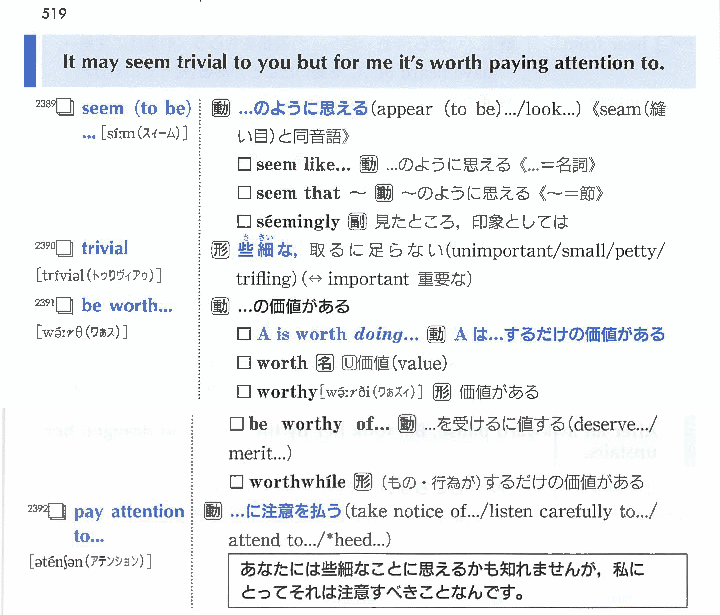 519
It may seem trivial to you but for me it's worth paying attention to.
2389 □ seem (to be) 動 …のように思える(appear (to be)…/look…)《seam(縫
… [síːm(スィーム)] い目)と同音語》
□ seem like… 動 …のように思える《…=名詞》
□ seem that ～ 動 ～のように思える《～=節》
□ séemingly 副 見たところ，印象としては
2390 □ trivial 形 些細な，取るに足らない(unimportant/small/petty/
[tríviəl(トゥリヴィアゥ)] trifling)(↔ important 重要な)
2391 □ be worth… 動 …の価値がある
[wə́ːrθ(ワぁス)] □ A is worth doing… 動 A は…するだけの価値がある
□ worth 名 U価値(value)
□ worthy[wə́ːrði(ワぁズィ)] 形 価値がある
□ be worthy of… 動 …を受けるに値する(deserve…/
merit…)
□ worthwhíle 形 (もの・行為が)するだけの価値がある
2392 □ pay attention 動 …に注意を払う(take notice of…/listen carefully to…/
to… attend to…/*heed…)
[əténʃən(アテンション)]
あなたには些細なことに思えるかも知れませんが，私に
とってそれは注意すべきことなんです。